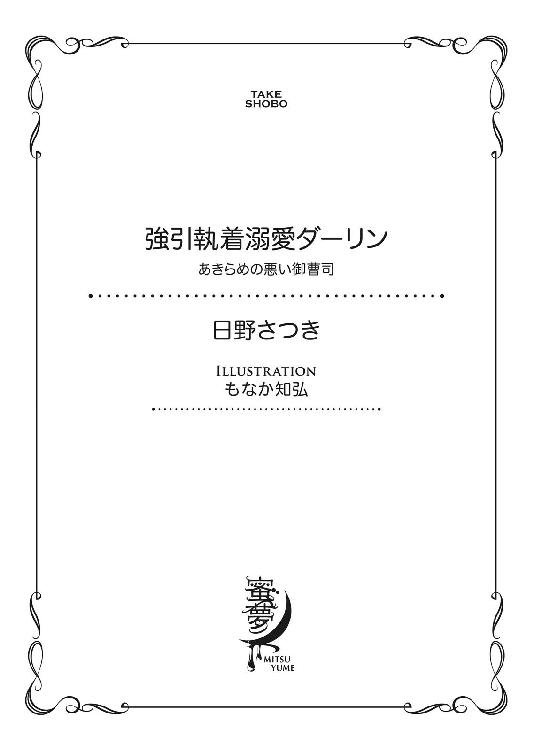 TAKE
SHOBO
強引執着溺愛ダーリン
あきらめの悪い御曹司
日野さつき
ILLUSTRATION
もなか知弘
蜜夢
MITSU
YUME